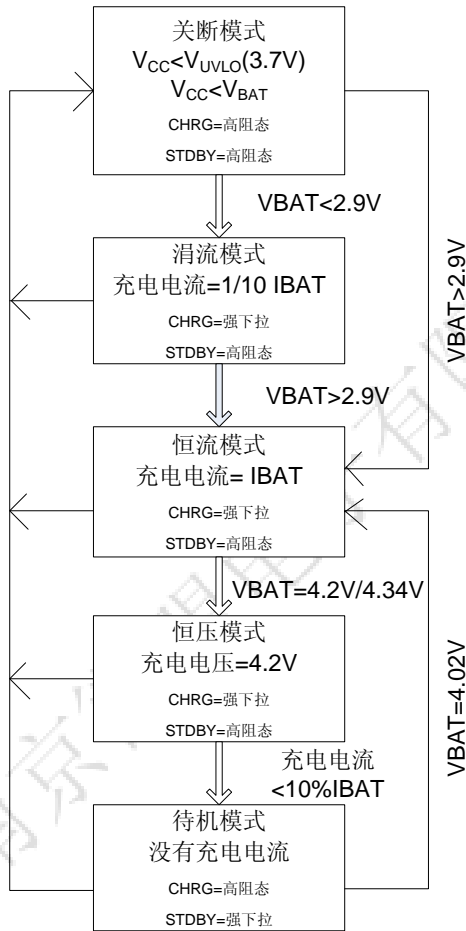 关断模式
VCC<VUVLO(3.7V)
VCC<VBAT
CHRG=高阻态
STDBY=高阻态
VBAT<2.9V
VBAT>2.9V
涓流模式
充电电流=1/10 IBAT
CHRG=强下拉
STDBY=高阻态
VBAT>2.9V
恒流模式
充电电流= IBAT
CHRG=强下拉
STDBY=高阻态
VBAT=4.2V/4.34V
恒压模式
充电电压=4.2V
CHRG=强下拉
STDBY=高阻态
VBAT=4.02V
充电电流
<10%IBAT
待机模式
没有充电电流
CHRG=高阻态
STDBY=强下拉